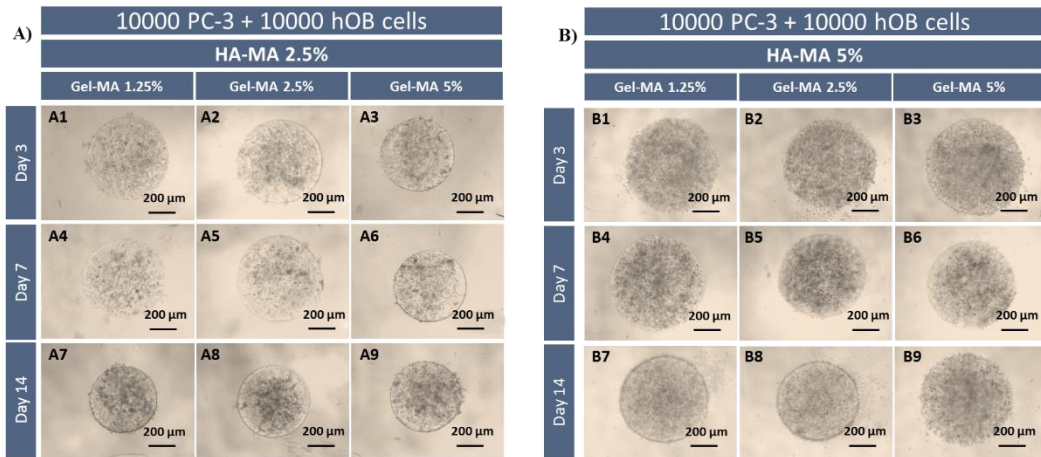 A)
10000 PC-3 + 10000 hOB cells
HA-MA 2.5%
Gel-MA 1.25% Gel-MA 2.5% Gel-MA 5%
Day 3
A1 A2 A3
200 µm 200 µm 200 µm
Day 7
A4 A5 A6
200 µm 200 µm 200 µm
Day 14
A7 A8 A9
200 µm 200 µm 200 µm
B)
10000 PC-3 + 10000 hOB cells
HA-MA 5%
Gel-MA 1.25% Gel-MA 2.5% Gel-MA 5%
Day 3
B1 B2 B3
200 µm 200 µm 200 µm
Day 7
B4 B5 B6
200 µm 200 µm 200 µm
Day 14
B7 B8 B9
200 µm 200 µm 200 µm